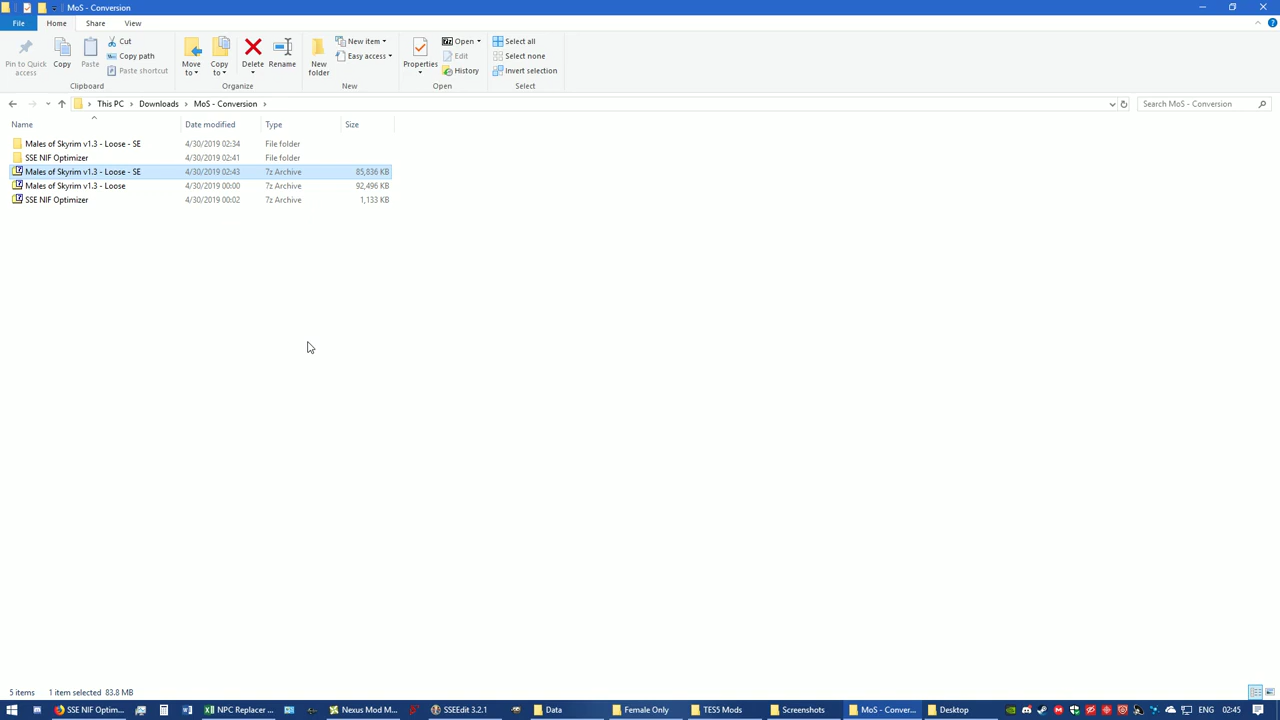 MoS - Conversion
File Home Share View
Pin to Quick access
Copy
Paste
Cut
Copy path
Paste shortcut
Clipboard
Move to
Copy to
Delete
Rename
Organize
New folder
New item
Easy access
New
Properties
Open
Edit
History
Open
Select all
Select none
Invert selection
Select
This PC Downloads MoS - Conversion
Search MoS - Conversion
Name Date modified Type Size
Males of Skyrim v1.3 - Loose - SE 4/30/2019 02:34 File folder
SSE NIF Optimizer 4/30/2019 02:41 File folder
Males of Skyrim v1.3 - Loose - SE 4/30/2019 02:43 7z Archive 85,836 KB
Males of Skyrim v1.3 - Loose 4/30/2019 00:00 7z Archive 92,496 KB
SSE NIF Optimizer 4/30/2019 00:02 7z Archive 1,133 KB
5 items 1 item selected 83.8 MB
SSE NIF Optim... NPC Replacer ... Nexus Mod M... SSEEdit 3.2.1 Data Female Only TES5 Mods Screenshots MoS - Conver... Desktop ENG 02:45